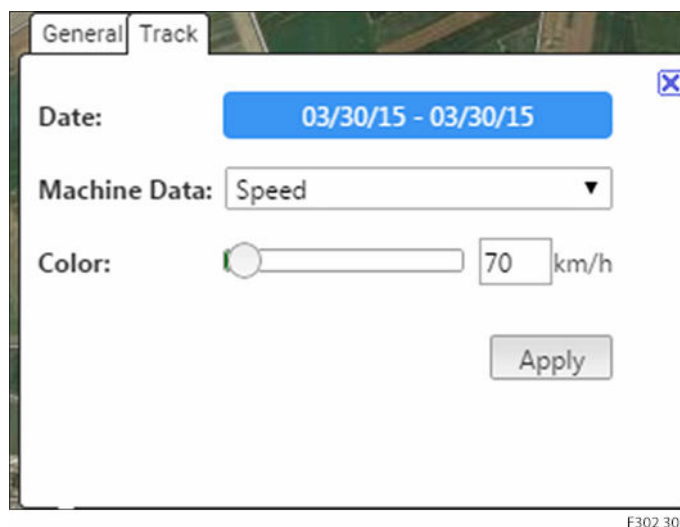 General Track
Date: 03/30/15 - 03/30/15
Machine Data: Speed
Color: 70 km/h
Apply
F302 30